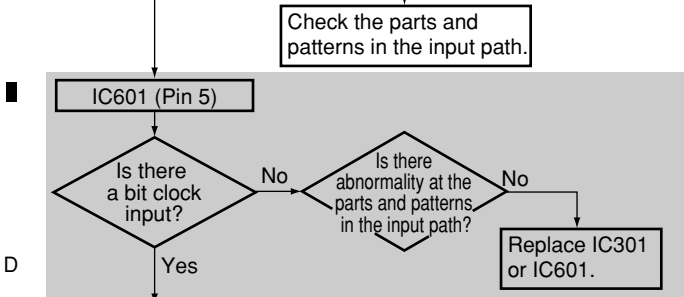 Check the parts and
patterns in the input path.
IC601 (Pin 5)
Is there
a bit clock
input?
No
Is there
abnormality at the
parts and patterns
in the input path?
No
Replace IC301
or IC601.
D
Yes